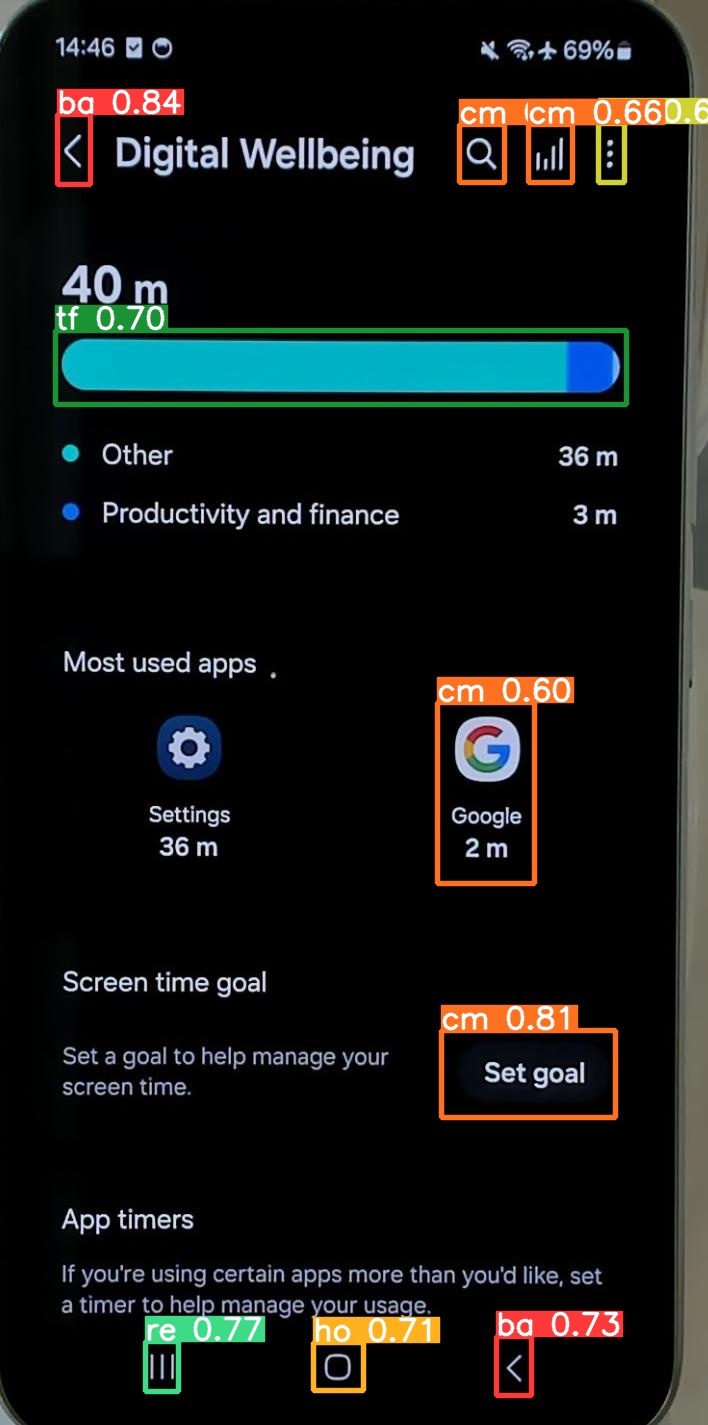 14:46 69%
ba 0.84 cm cm 0.66 0.6
Digital Wellbeing
40 m
tf 0.70
Other 36 m
Productivity and finance 3 m
Most used apps
cm 0.60
Settings Google
36 m 2 m
Screen time goal
cm 0.81
Set a goal to help manage your
screen time.
Set goal
App timers
If you're using certain apps more than you'd like, set
a timer to help manage your usage.
re 0.77 ho 0.71 ba 0.73